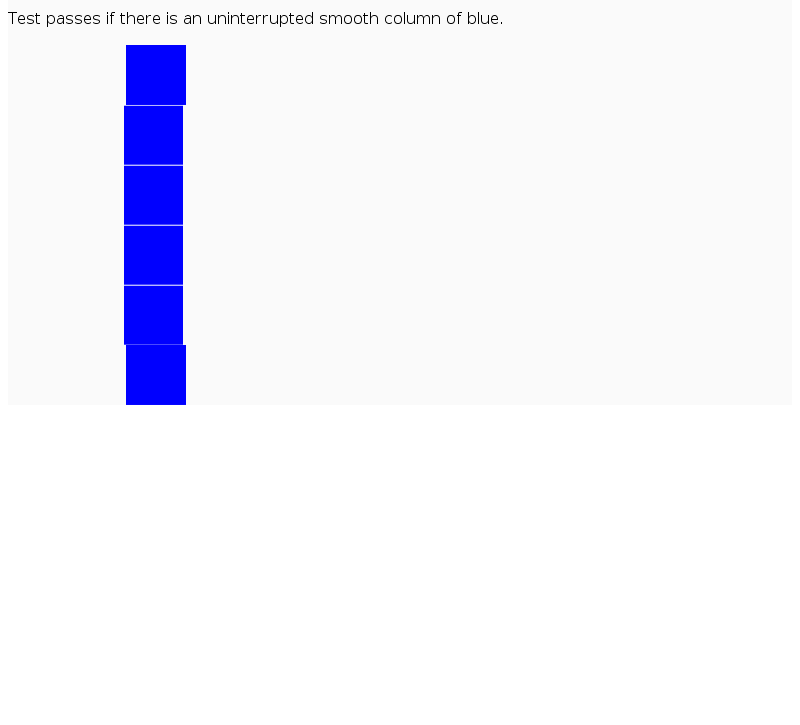 Test passes if there is an uninterrupted smooth column of blue.